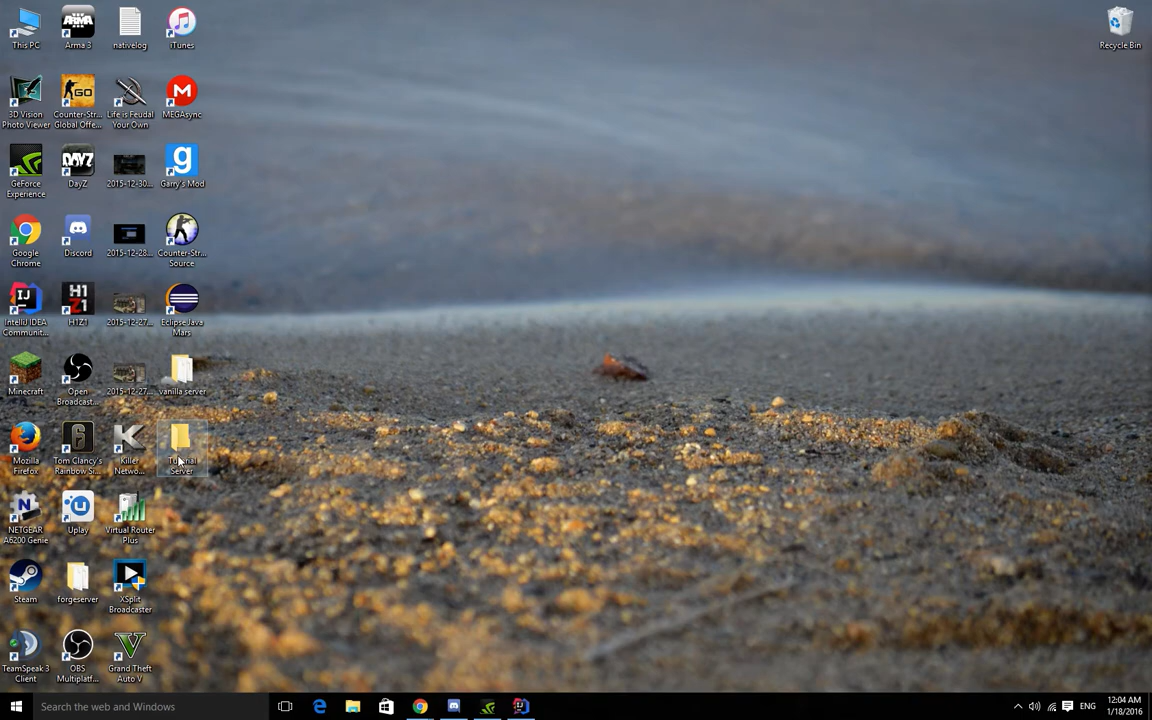 This PC
Arma 3
nativelog
iTunes
Recycle Bin
3D Vision
Photo Viewer
Counter-Str...
Global Offe...
Life is Feudal
Your Own
MEGAsync
GeForce
Experience
DayZ
2015-12-30...
Garry's Mod
Google
Chrome
Discord
2015-12-28...
Counter-Str...
Source
IntelliJ IDEA
Communit...
H1Z1
2015-12-27...
Eclipse Java
Mars
Minecraft
Open
Broadcast...
2015-12-27...
vanilla server
Mozilla
Firefox
Tom Clancy's
Rainbow Si...
Killer
Netwo...
Tutorial
Server
NETGEAR
A6200 Genie
Uplay
Virtual Router
Plus
Steam
forgeserver
XSplit
Broadcaster
TeamSpeak 3
Client
OBS
Multiplatf...
Grand Theft
Auto V
Search the web and Windows
ENG
12:04 AM
1/18/2016